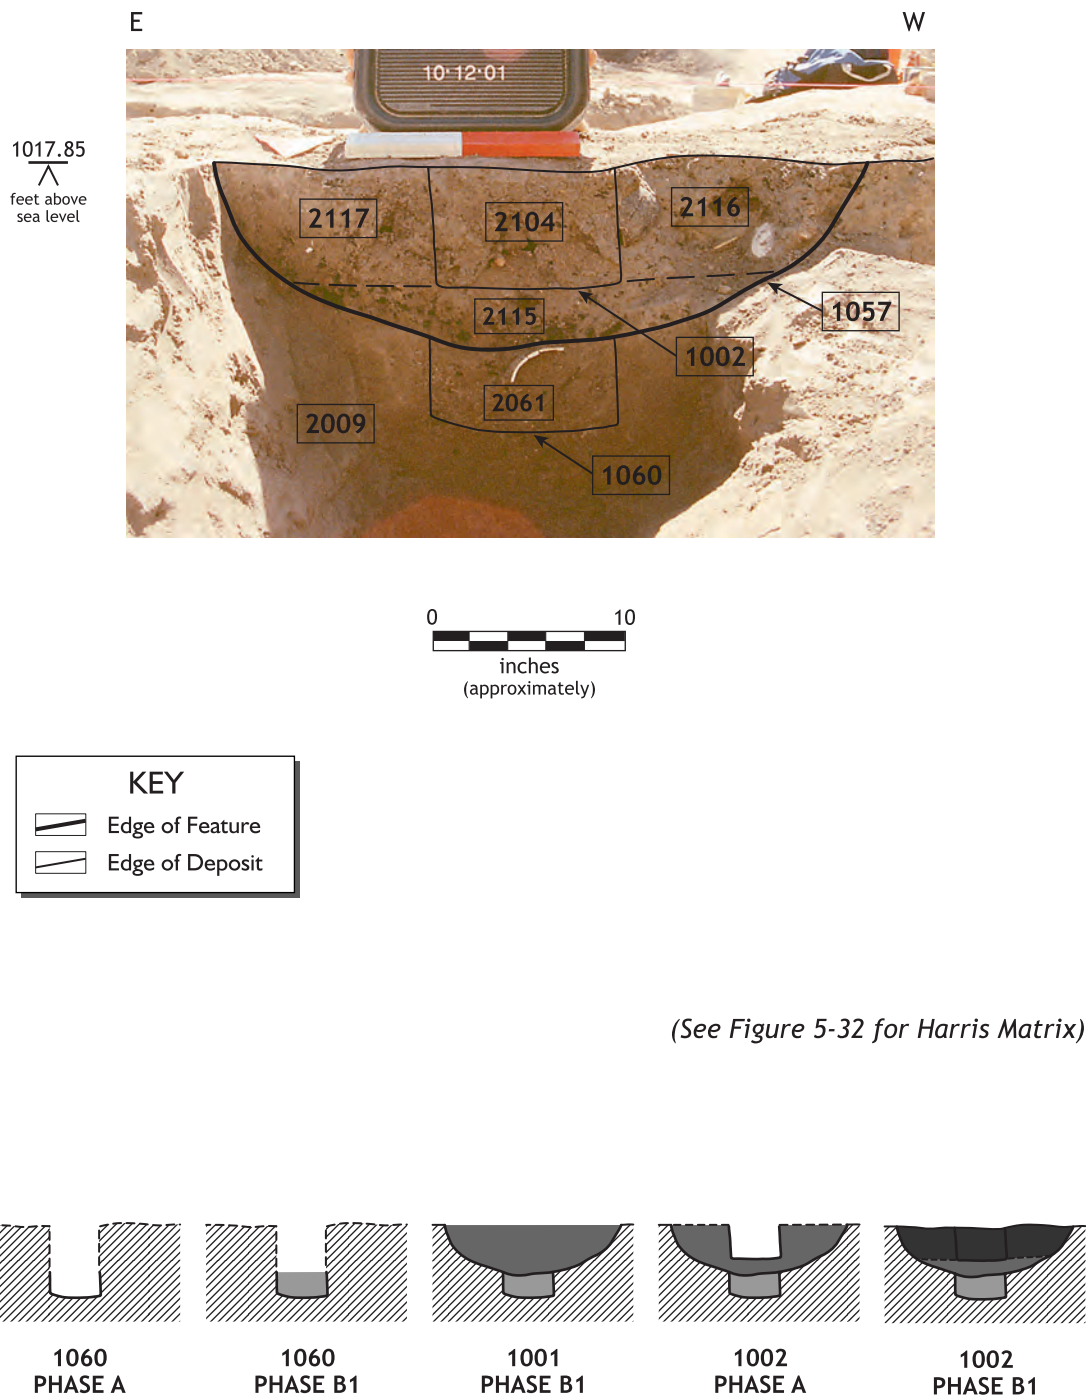 E
W
10·12·01
1017.85
feet above
sea level
2117
2104
2116
2115
1057
1002
2061
2009
1060
0
10
inches
(approximately)
KEY
Edge of Feature
Edge of Deposit
(See Figure 5-32 for Harris Matrix)
1060
PHASE A
1060
PHASE B1
1001
PHASE B1
1002
PHASE A
1002
PHASE B1